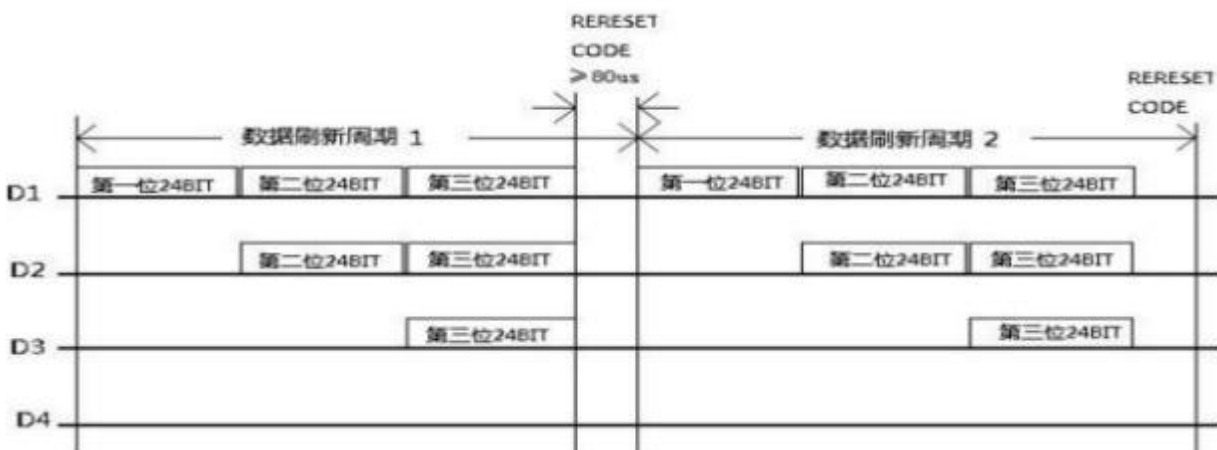 RERESET
CODE
≥80us
RERESET
CODE
数据刷新周期 1
数据刷新周期 2
D1
第一位24BIT
第二位24BIT
第三位24BIT
第一位24BIT
第二位24BIT
第三位24BIT
D2
第二位24BIT
第三位24BIT
第二位24BIT
第三位24BIT
D3
第三位24BIT
第三位24BIT
D4